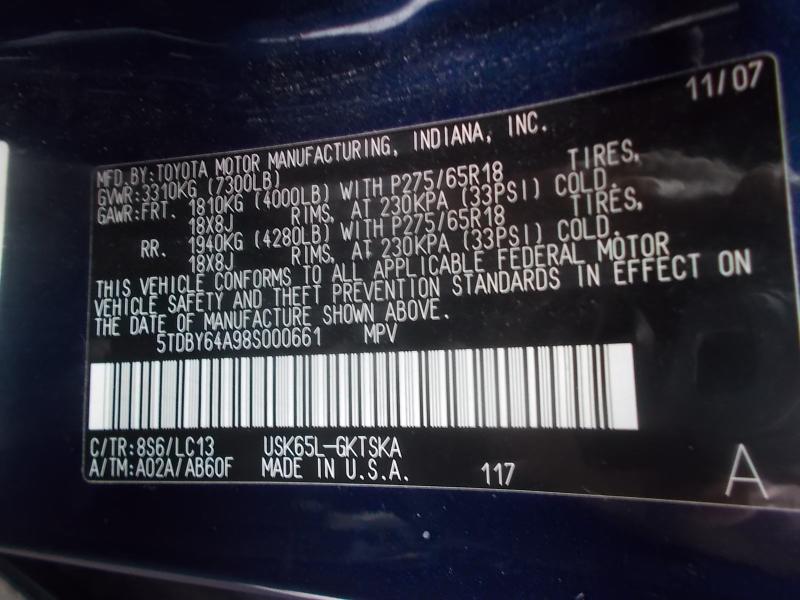 11/07
MFD.BY:TOYOTA MOTOR MANUFACTURING, INDIANA, INC.
GVWR:3310KG (7300LB)
GAWR:FRT. 1810KG (4000LB) WITH P275/65R18 TIRES,
18X8J RIMS, AT 230KPA (33PSI) COLD.
RR. 1940KG (4280LB) WITH P275/65R18 TIRES,
18X8J RIMS, AT 230KPA (33PSI) COLD.
THIS VEHICLE CONFORMS TO ALL APPLICABLE FEDERAL MOTOR
VEHICLE SAFETY AND THEFT PREVENTION STANDARDS IN EFFECT ON
THE DATE OF MANUFACTURE SHOWN ABOVE.
5TDBY64A98S000661 MPV
C/TR:8S6/LC13 USK65L-GKTSKA
A/TM:A02A/AB60F MADE IN U.S.A. 117 A